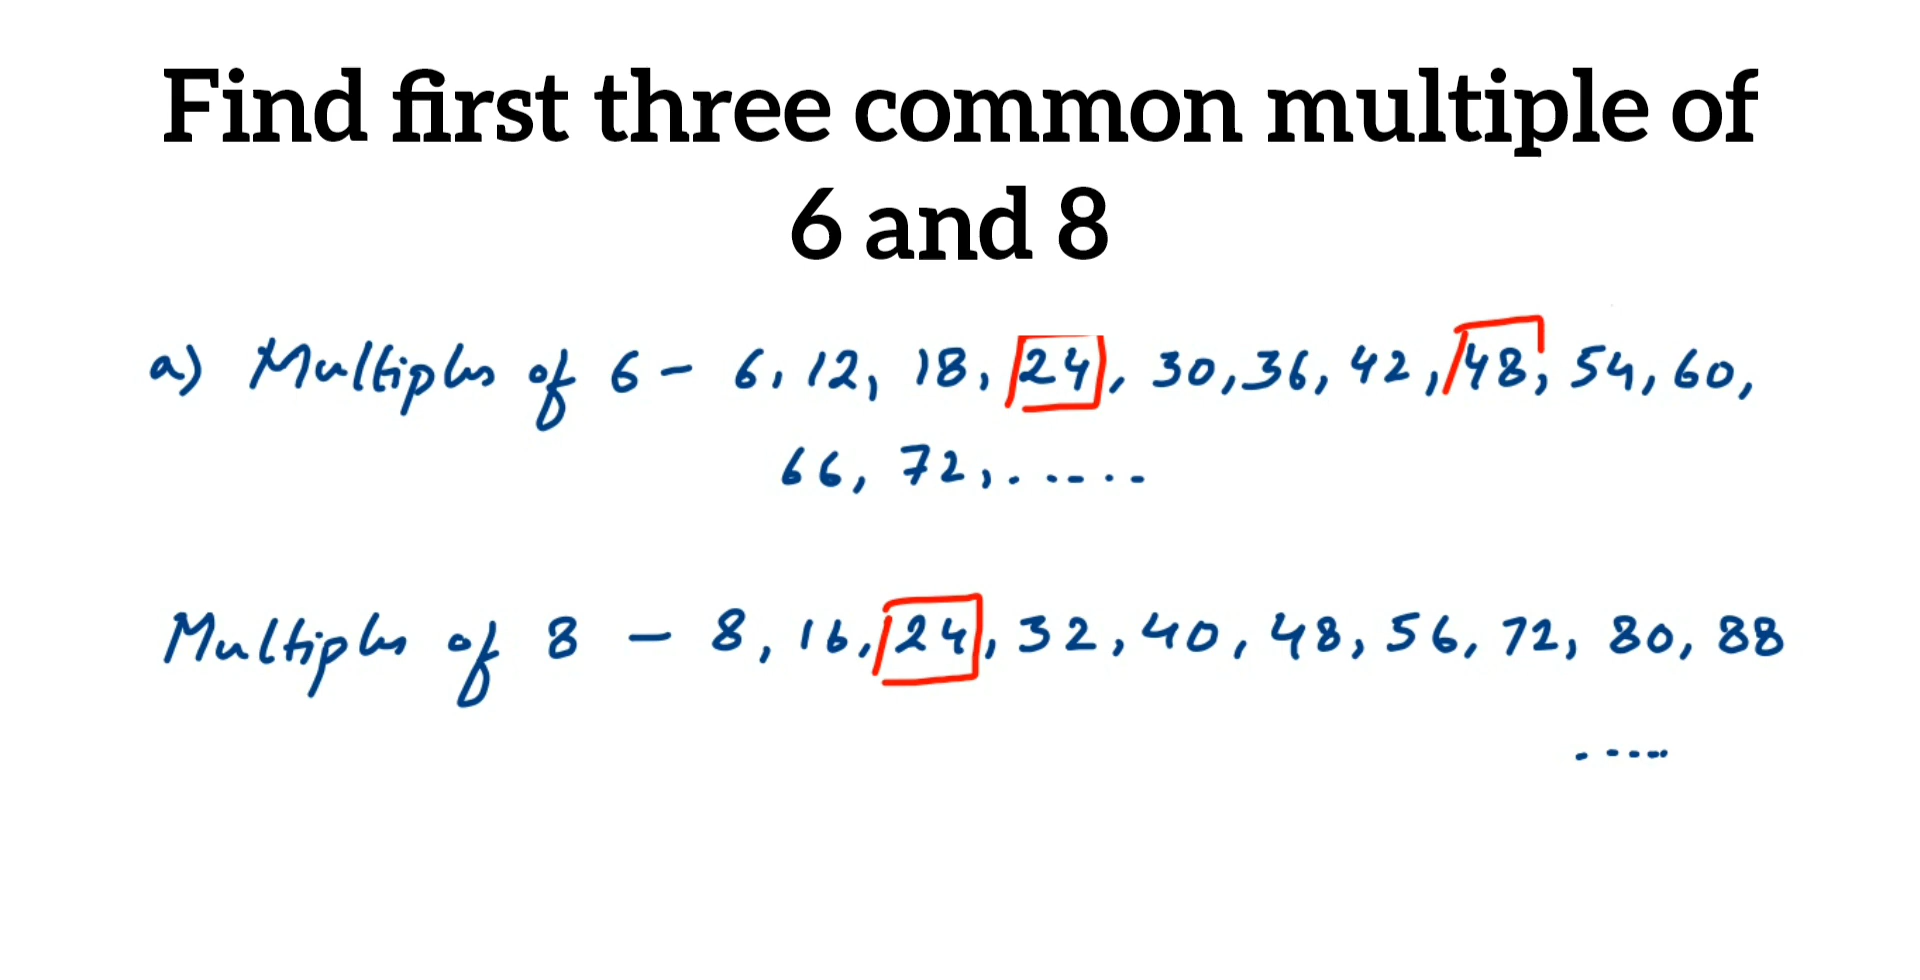 Find first three common multiple of
6 and 8
a) Multiples of 6 - 6, 12, 18, 24, 30, 36, 42, 48, 54, 60,
66, 72, .....
Multiples of 8 - 8, 16, 24, 32, 40, 48, 56, 72, 80, 88
.....